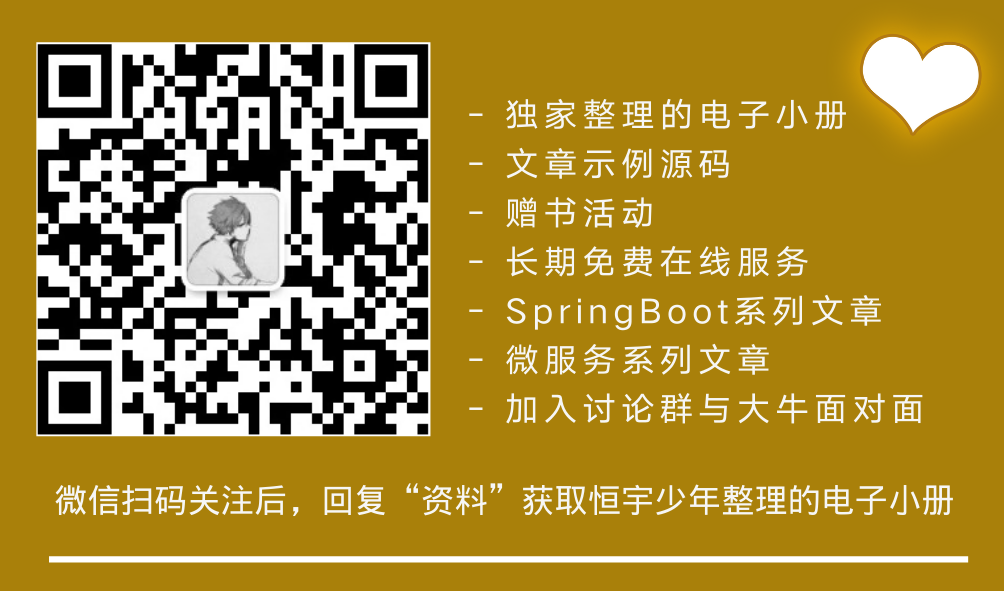 - 独家整理的电子小册
- 文章示例源码
- 赠书活动
- 长期免费在线服务
- SpringBoot系列文章
- 微服务系列文章
- 加入讨论群与大牛面对面
微信扫码关注后，回复“资料”获取恒宇少年整理的电子小册